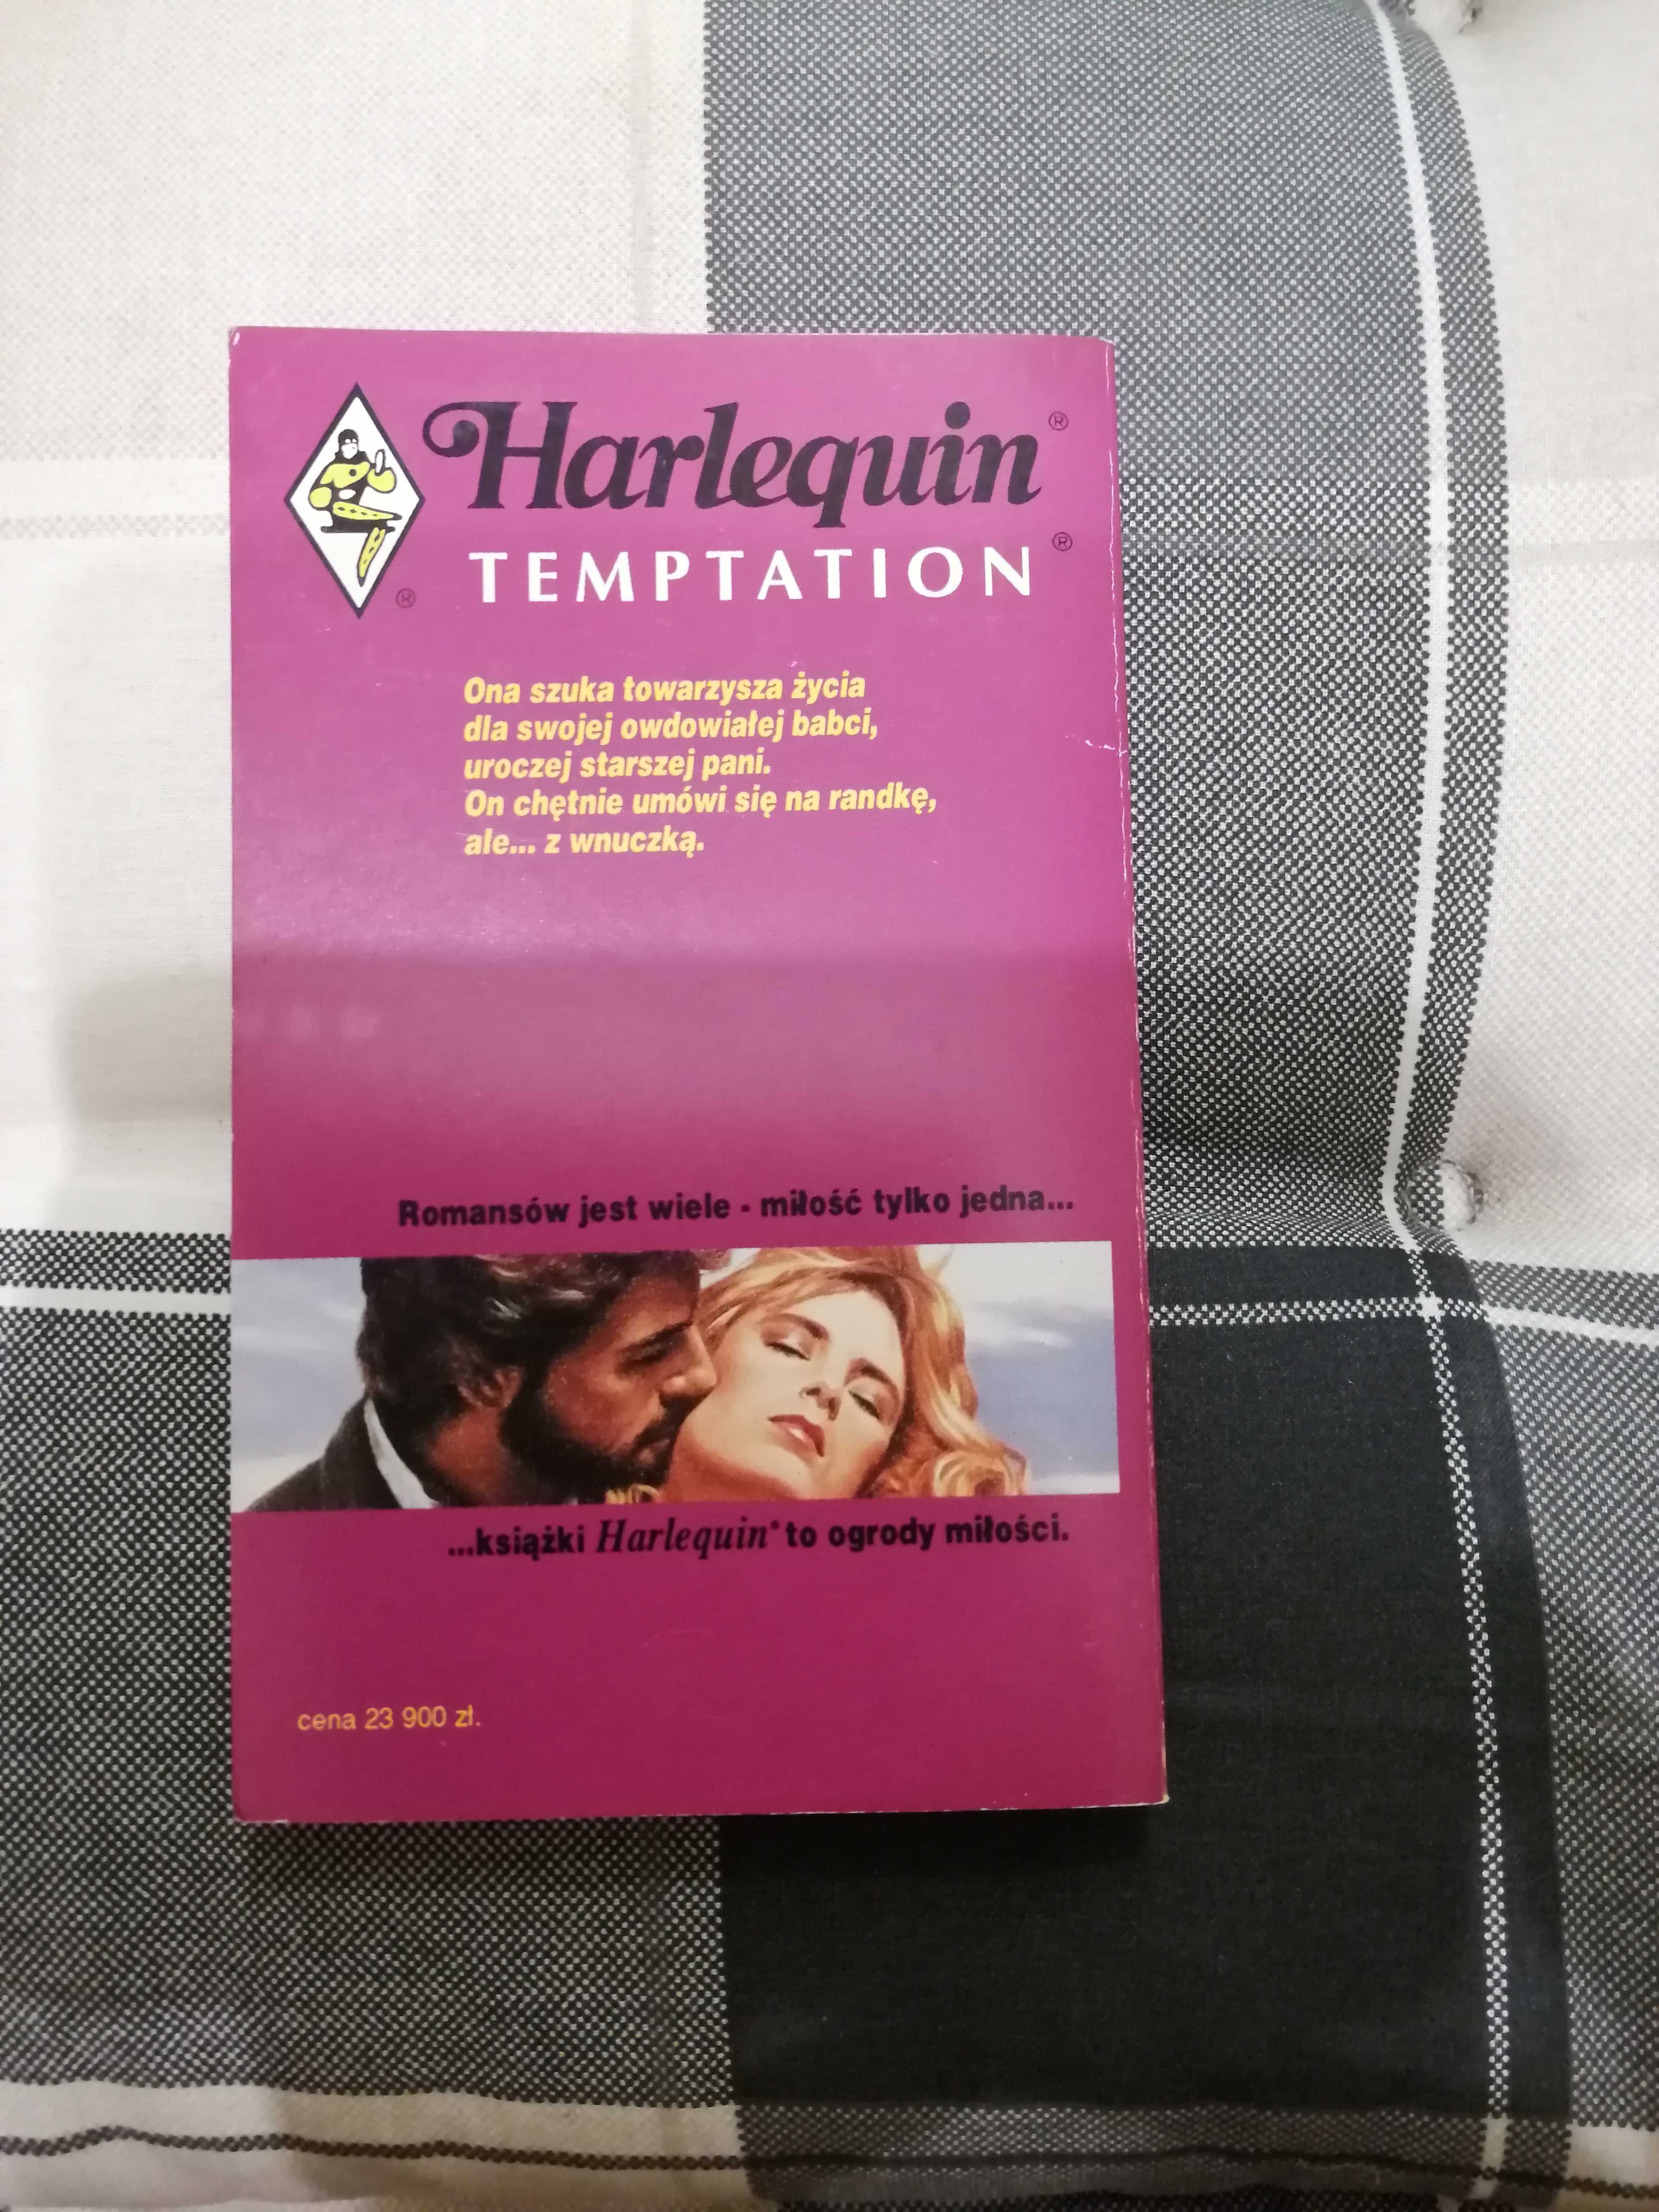 Harlequin®
TEMPTATION®
®
Ona szuka towarzysza życia
dla swojej owdowiałej babci,
uroczej starszej pani.
On chętnie umówi się na randkę,
ale... z wnuczką.
Romansów jest wiele - miłość tylko jedna...
...książki Harlequin® to ogrody miłości.
cena 23 900 zł.